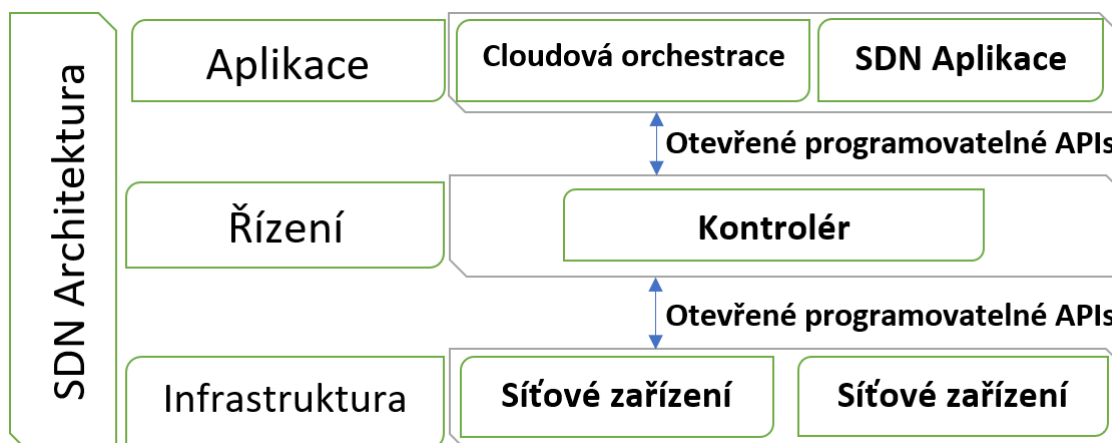 SDN Architektura
Aplikace
Cloudová orchestrace
SDN Aplikace
Otevřené programovatelné APIs
Řízení
Kontrolér
Otevřené programovatelné APIs
Infrastruktura
Síťové zařízení
Síťové zařízení